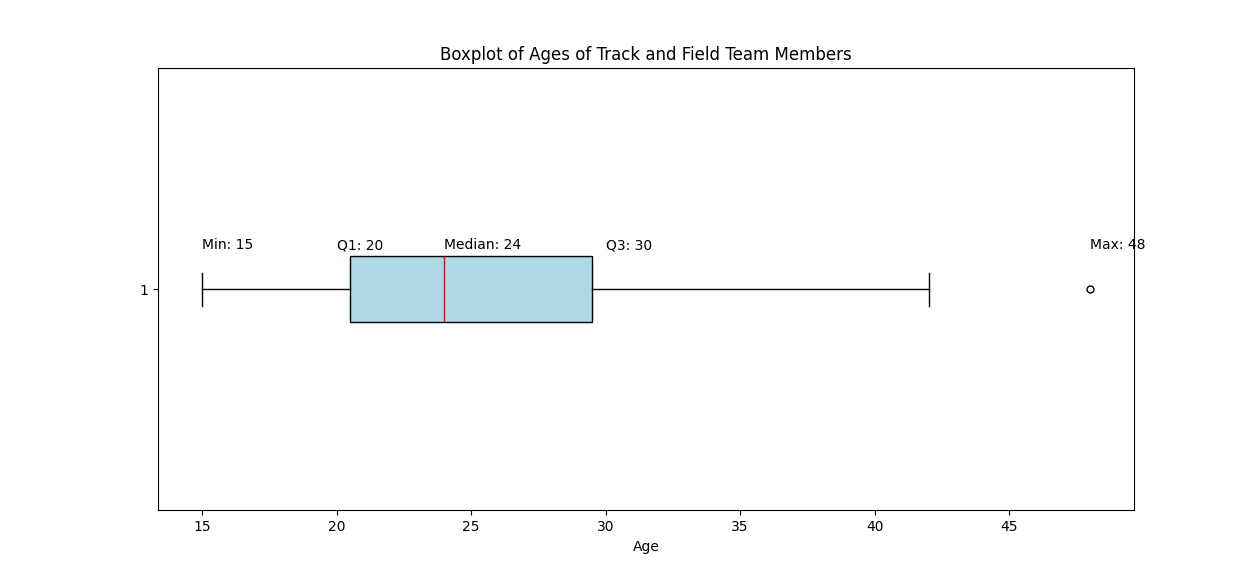 Boxplot of Ages of Track and Field Team Members
Min: 15 Q1: 20 Median: 24 Q3: 30 Max: 48
1
15 20 25 30 35 40 45
Age